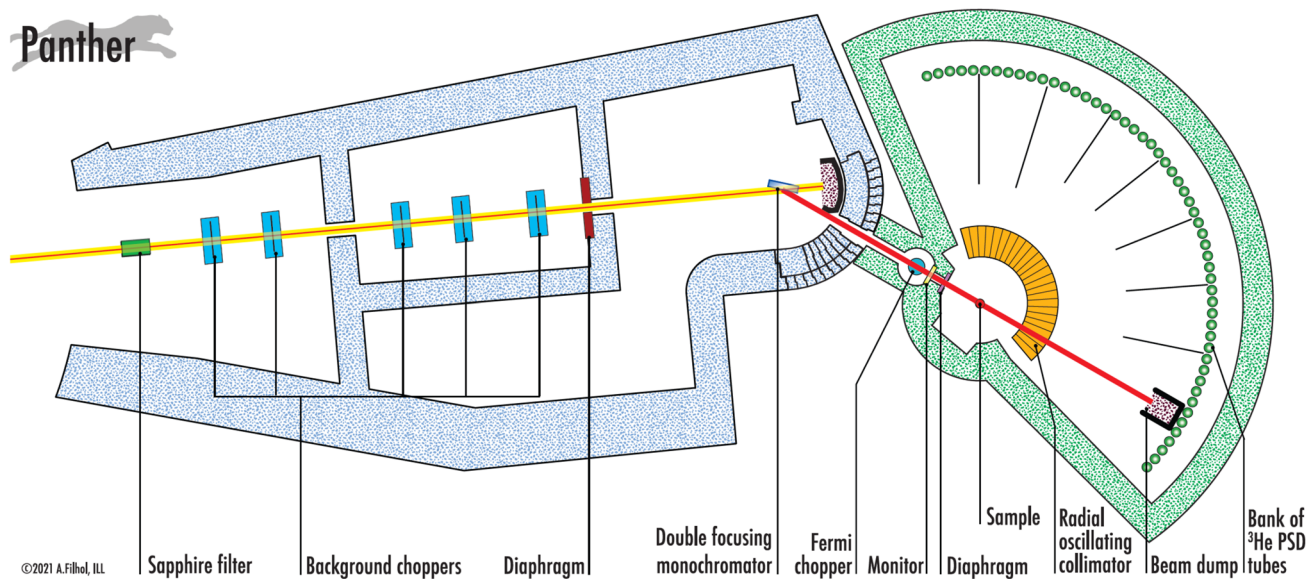 Panther
©2021 A.Filhol, ILL
Sapphire filter
Background choppers
Diaphragm
Double focusing
monochromator
Fermi
chopper
Monitor
Diaphragm
Sample
Radial
oscillating
collimator
Beam dump
Bank of
³He PSD
tubes